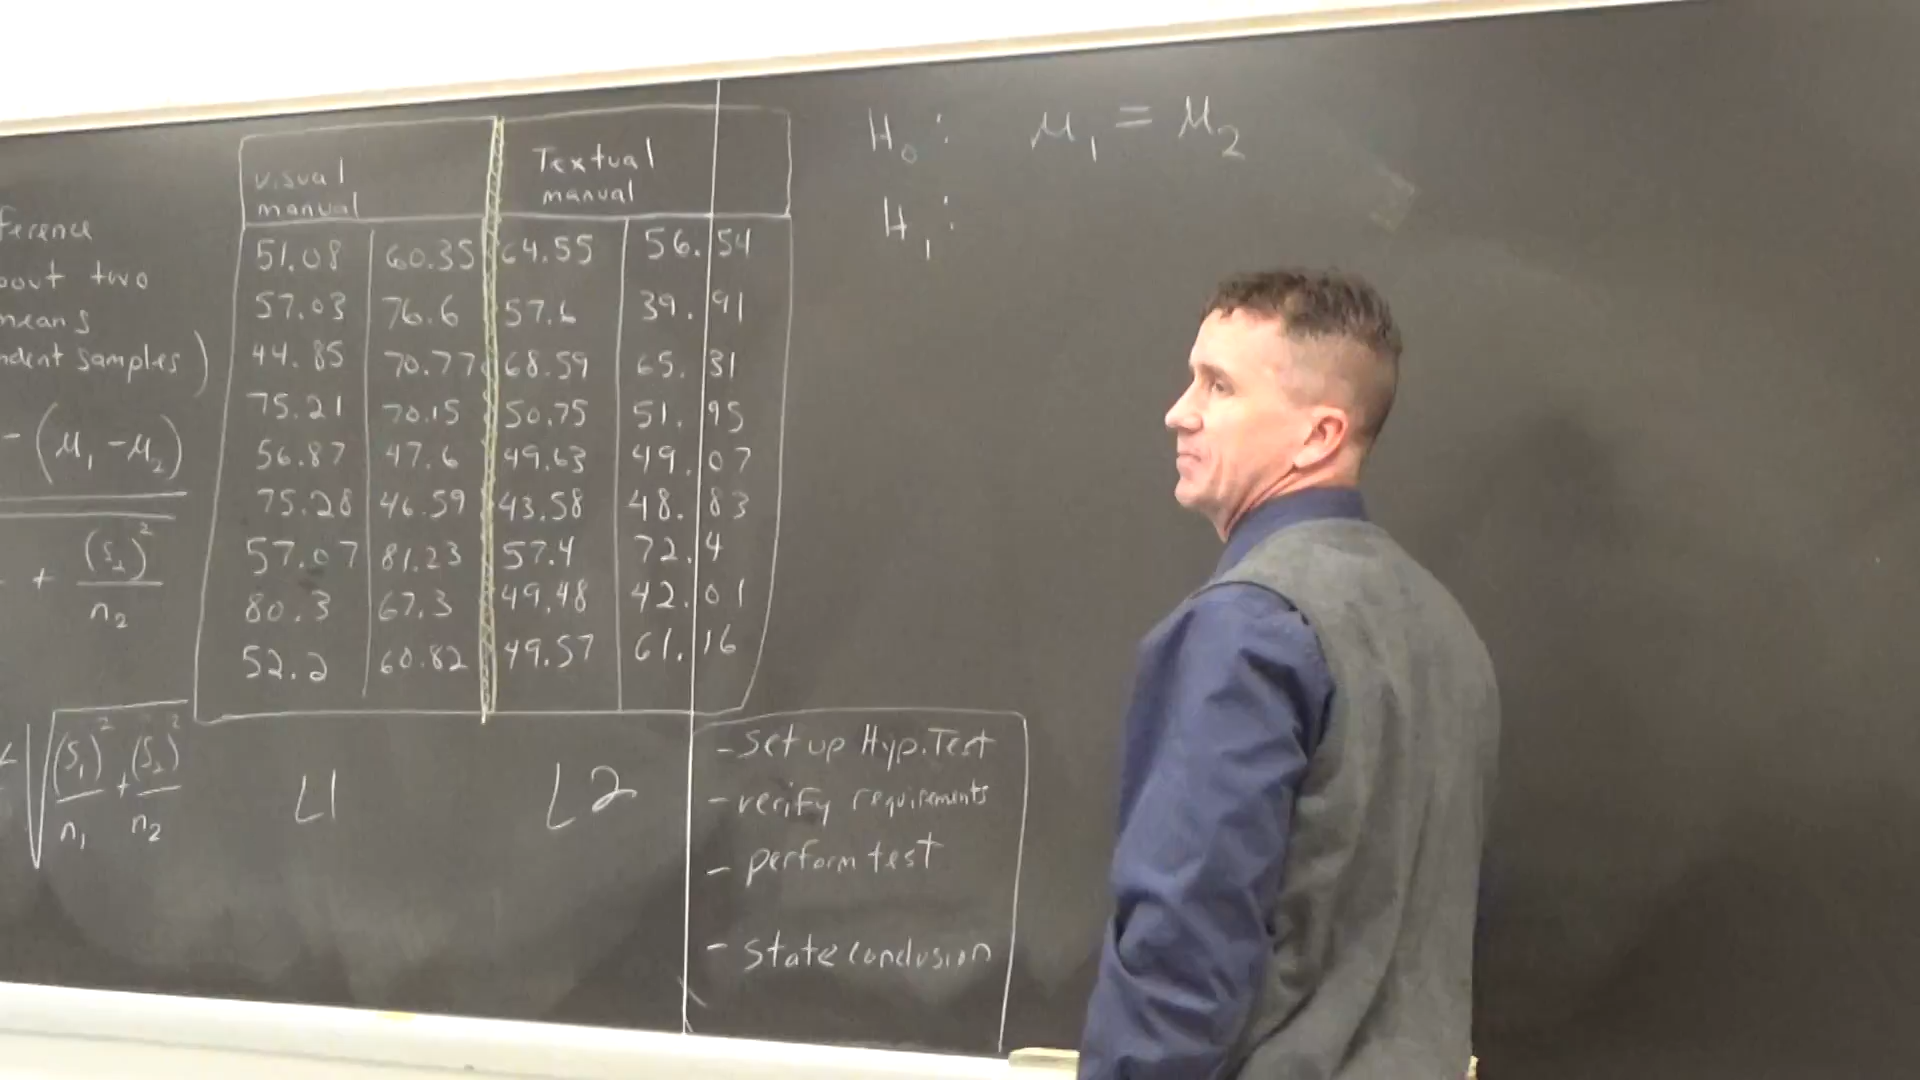 ference
bout two
means
ndent samples)
- (μ₁ - μ₂)
+ (s₂)² / n₂
√ (s₁)² / n₁ + (s₂)² / n₂
visual manual | Textual manual
51.08 | 60.35 | 64.55 | 56.54
57.03 | 76.6 | 57.6 | 39.91
44.85 | 70.77 | 68.59 | 65.31
75.21 | 70.15 | 50.75 | 51.95
56.87 | 47.6 | 49.63 | 49.07
75.28 | 46.59 | 43.58 | 48.83
57.07 | 81.23 | 57.4 | 72.4
80.3 | 67.3 | 49.48 | 42.01
52.2 | 60.82 | 49.57 | 61.16
L1
L2
H₀: μ₁ = μ₂
H₁:
- set up Hyp. Test
- verify requirements
- perform test
- state conclusion